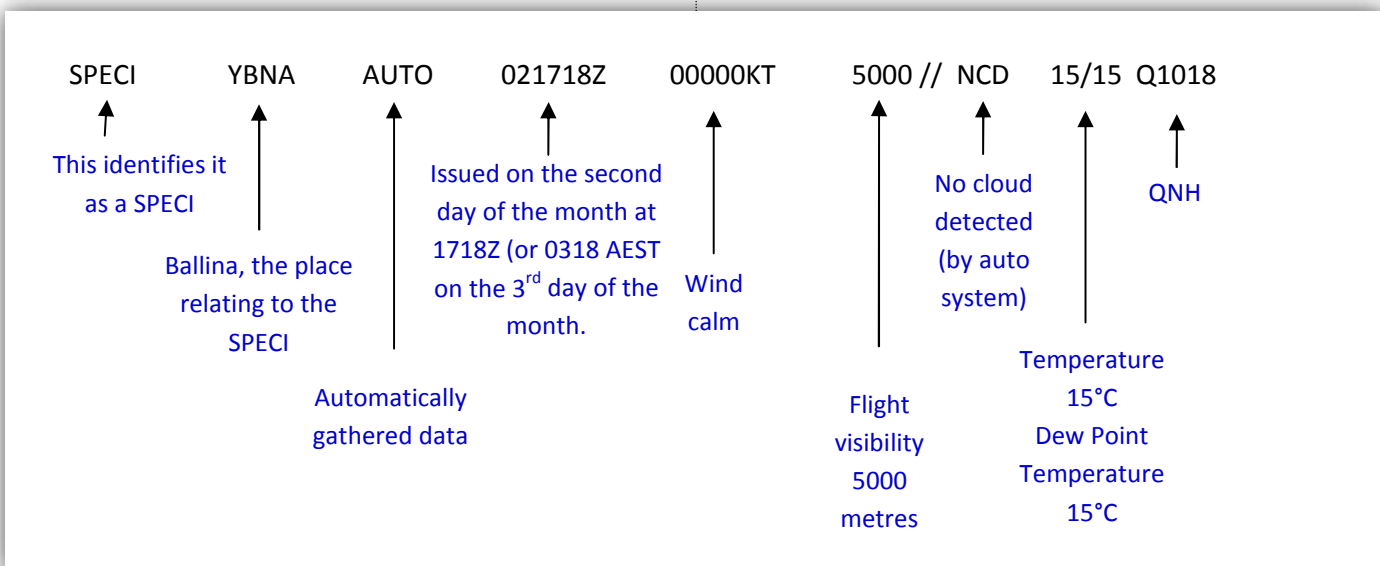 SPECI YBNA AUTO 021718Z 00000KT 5000 // NCD 15/15 Q1018
This identifies it
as a SPECI
Ballina, the place
relating to the
SPECI
Automatically
gathered data
Issued on the second
day of the month at
1718Z (or 0318 AEST
on the 3rd day of the
month.
Wind
calm
Flight
visibility
5000
metres
No cloud
detected
(by auto
system)
Temperature
15°C
Dew Point
Temperature
15°C
QNH